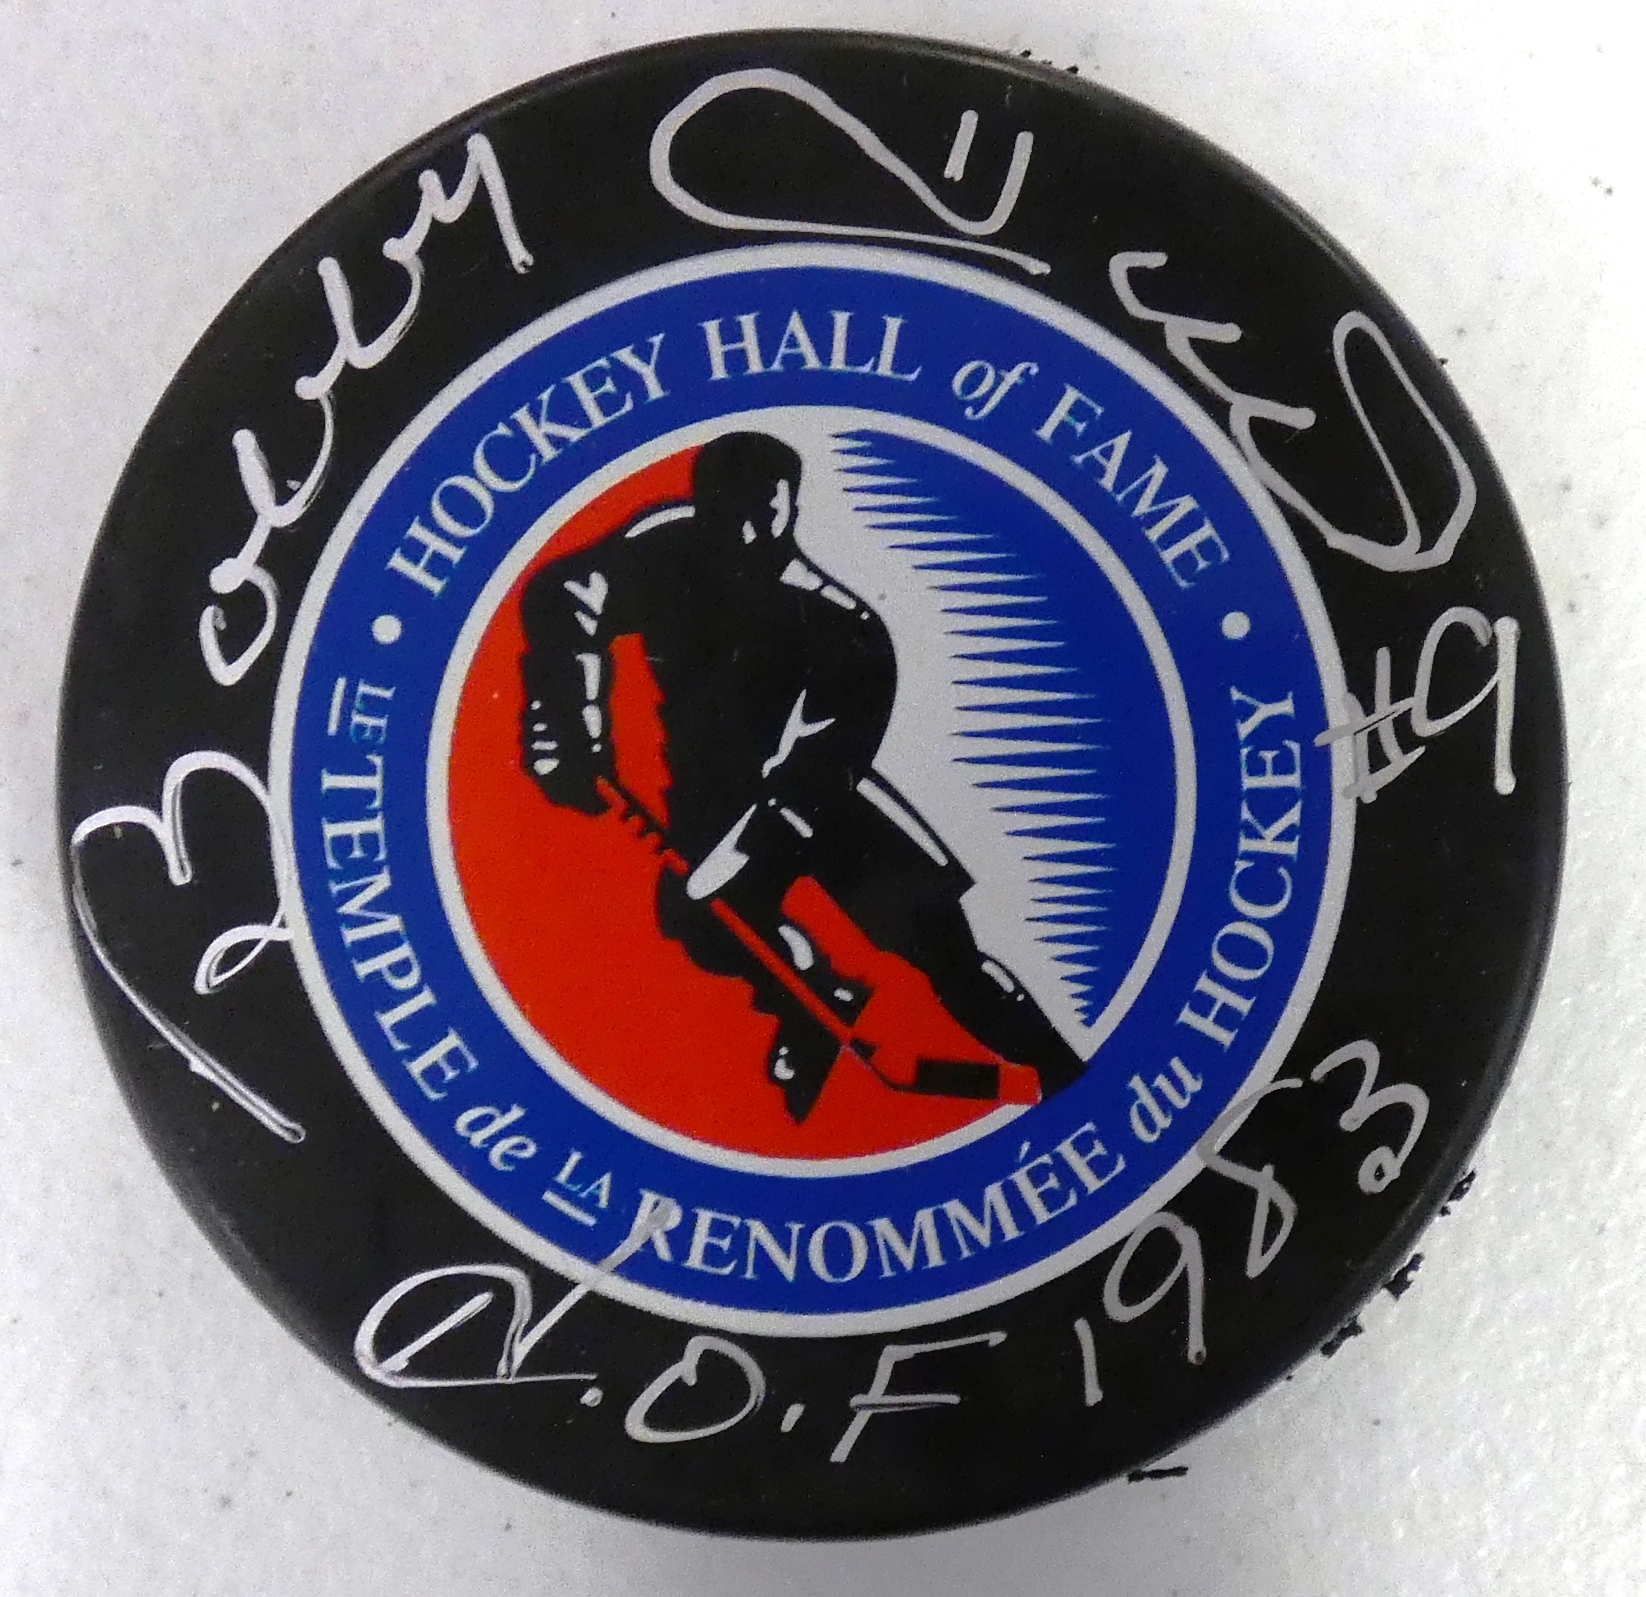 Bobby Hull #9
HOCKEY HALL of FAME
LE TEMPLE de LA RENOMMÉE du HOCKEY
H.O.F 1983